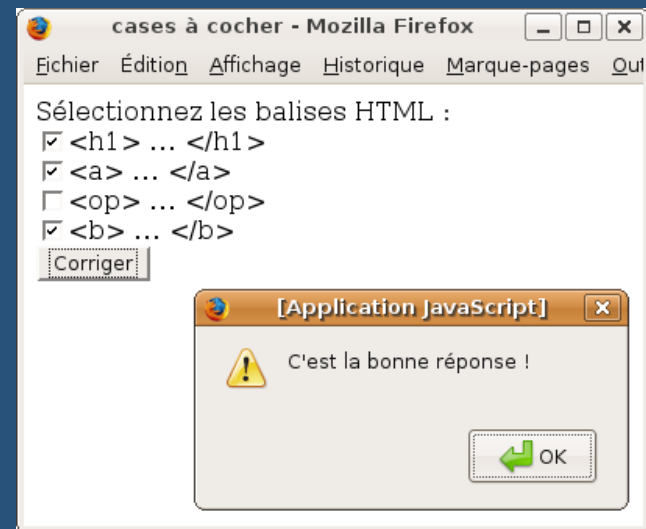 cases à cocher - Mozilla Firefox
Fichier Édition Affichage Historique Marque-pages Out
Sélectionnez les balises HTML :
<h1> ... </h1>
<a> ... </a>
<op> ... </op>
<b> ... </b>
Corriger
[Application JavaScript]
C'est la bonne réponse !
OK